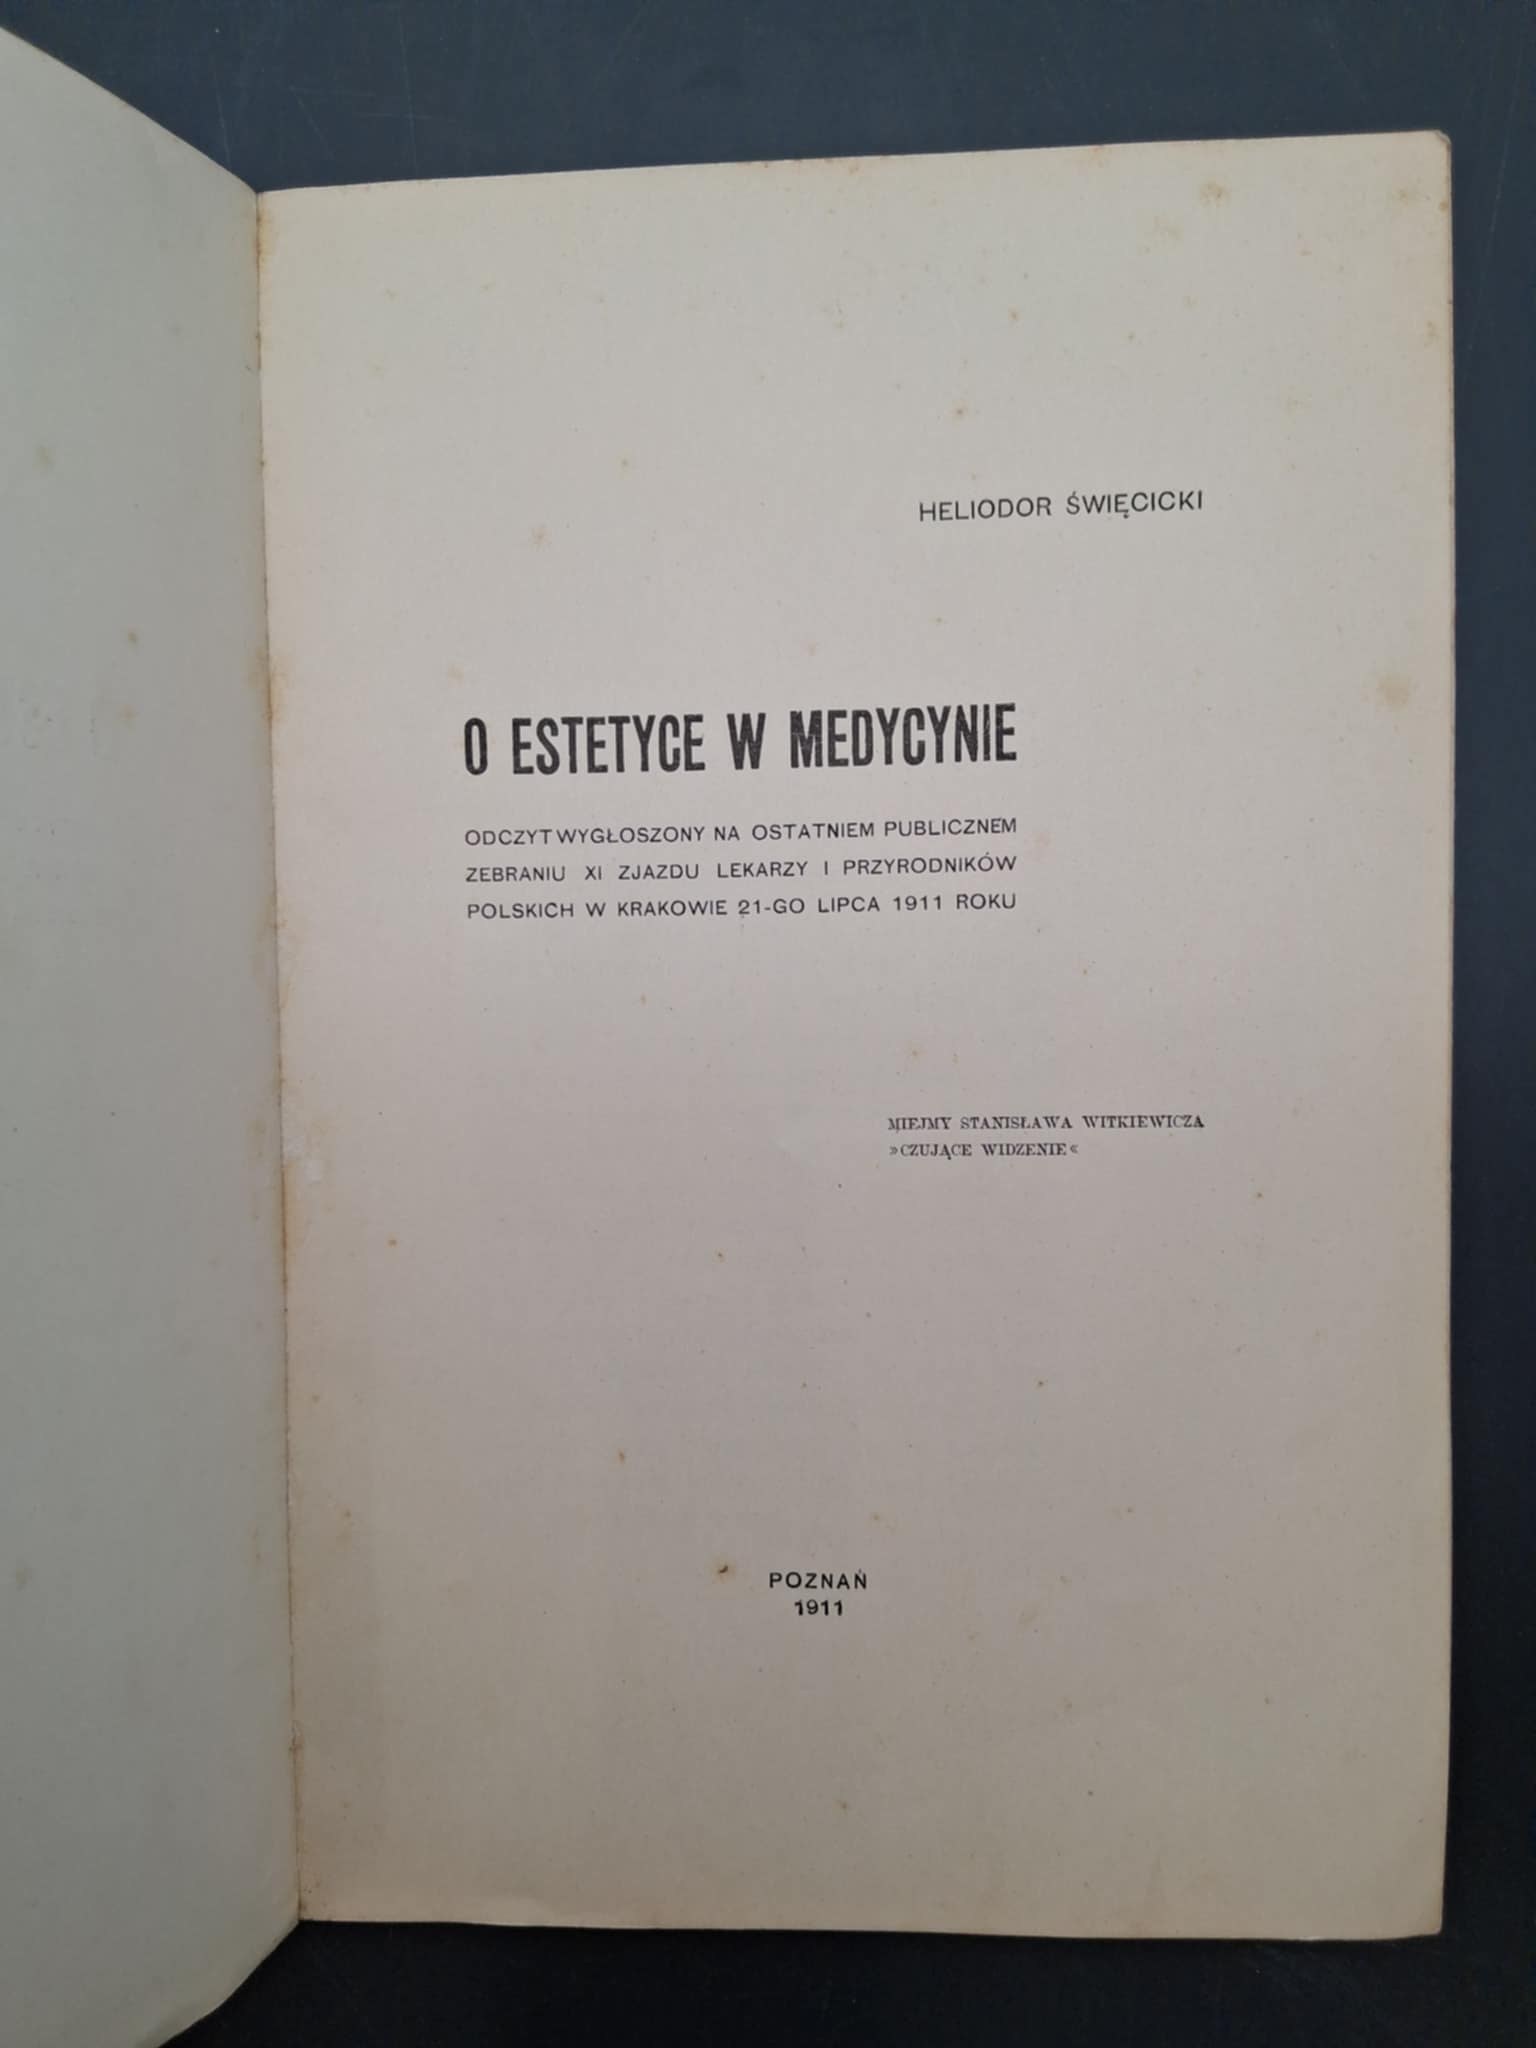 HELIODOR ŚWIĘCICKI
O ESTETYCE W MEDYCYNIE
ODCZYT WYGŁOSZONY NA OSTATNIEM PUBLICZNEM
ZEBRANIU XI ZJAZDU LEKARZY I PRZYRODNIKÓW
POLSKICH W KRAKOWIE 21-GO LIPCA 1911 ROKU
MIEJMY STANISŁAWA WITKIEWICZA
»CZUJĄCE WIDZENIE«
POZNAŃ
1911